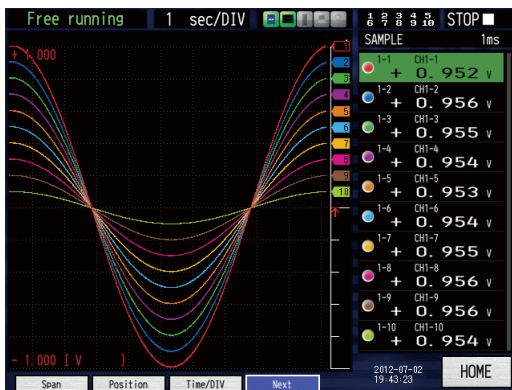 Free running 1 sec/DIV 1 2 3 4 5 STOP
6 7 8 9 10
SAMPLE 1ms
+ 1.000
1
2
3
4
5
6
7
8
9
10
1-1 CH1-1
+ 0.952 V
1-2 CH1-2
+ 0.956 V
1-3 CH1-3
+ 0.955 V
1-4 CH1-4
+ 0.954 V
1-5 CH1-5
+ 0.953 V
1-6 CH1-6
+ 0.954 V
1-7 CH1-7
+ 0.955 V
1-8 CH1-8
+ 0.956 V
1-9 CH1-9
+ 0.956 V
1-10 CH1-10
+ 0.954 V
- 1.000 [ V ]
2012-07-02
19:43:23
HOME
Span Position Time/DIV Next